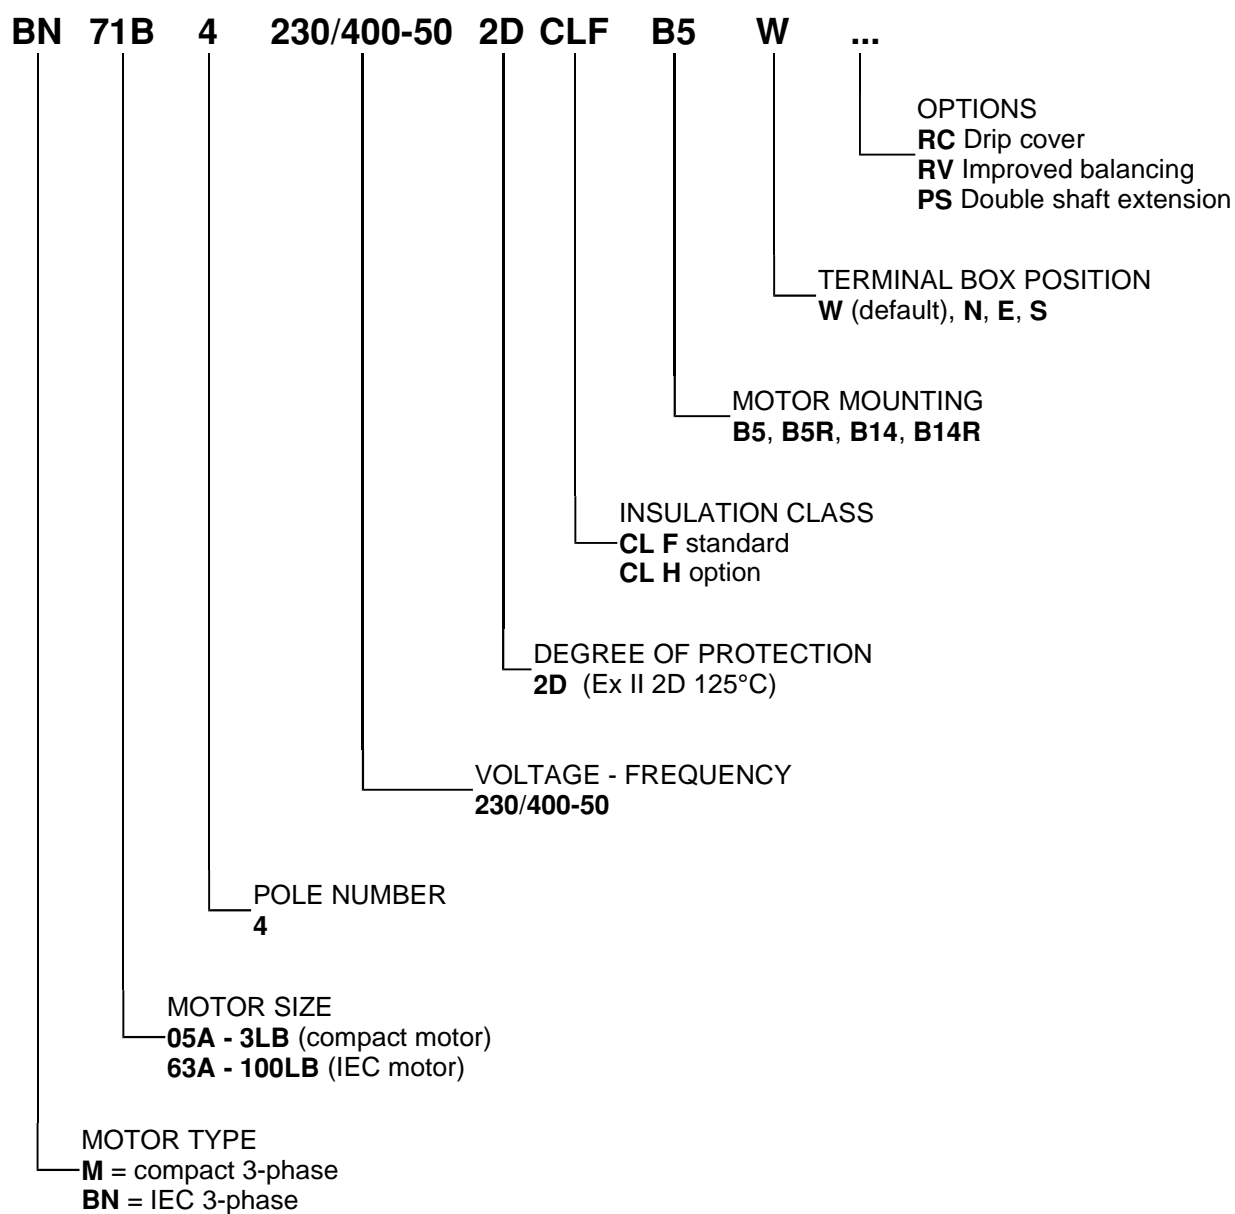 BN 71B 4 230/400-50 2D CLF B5 W ...
OPTIONS
RC Drip cover
RV Improved balancing
PS Double shaft extension
TERMINAL BOX POSITION
W (default), N, E, S
MOTOR MOUNTING
B5, B5R, B14, B14R
INSULATION CLASS
CL F standard
CL H option
DEGREE OF PROTECTION
2D (Ex II 2D 125°C)
VOLTAGE - FREQUENCY
230/400-50
POLE NUMBER
4
MOTOR SIZE
05A - 3LB (compact motor)
63A - 100LB (IEC motor)
MOTOR TYPE
M = compact 3-phase
BN = IEC 3-phase